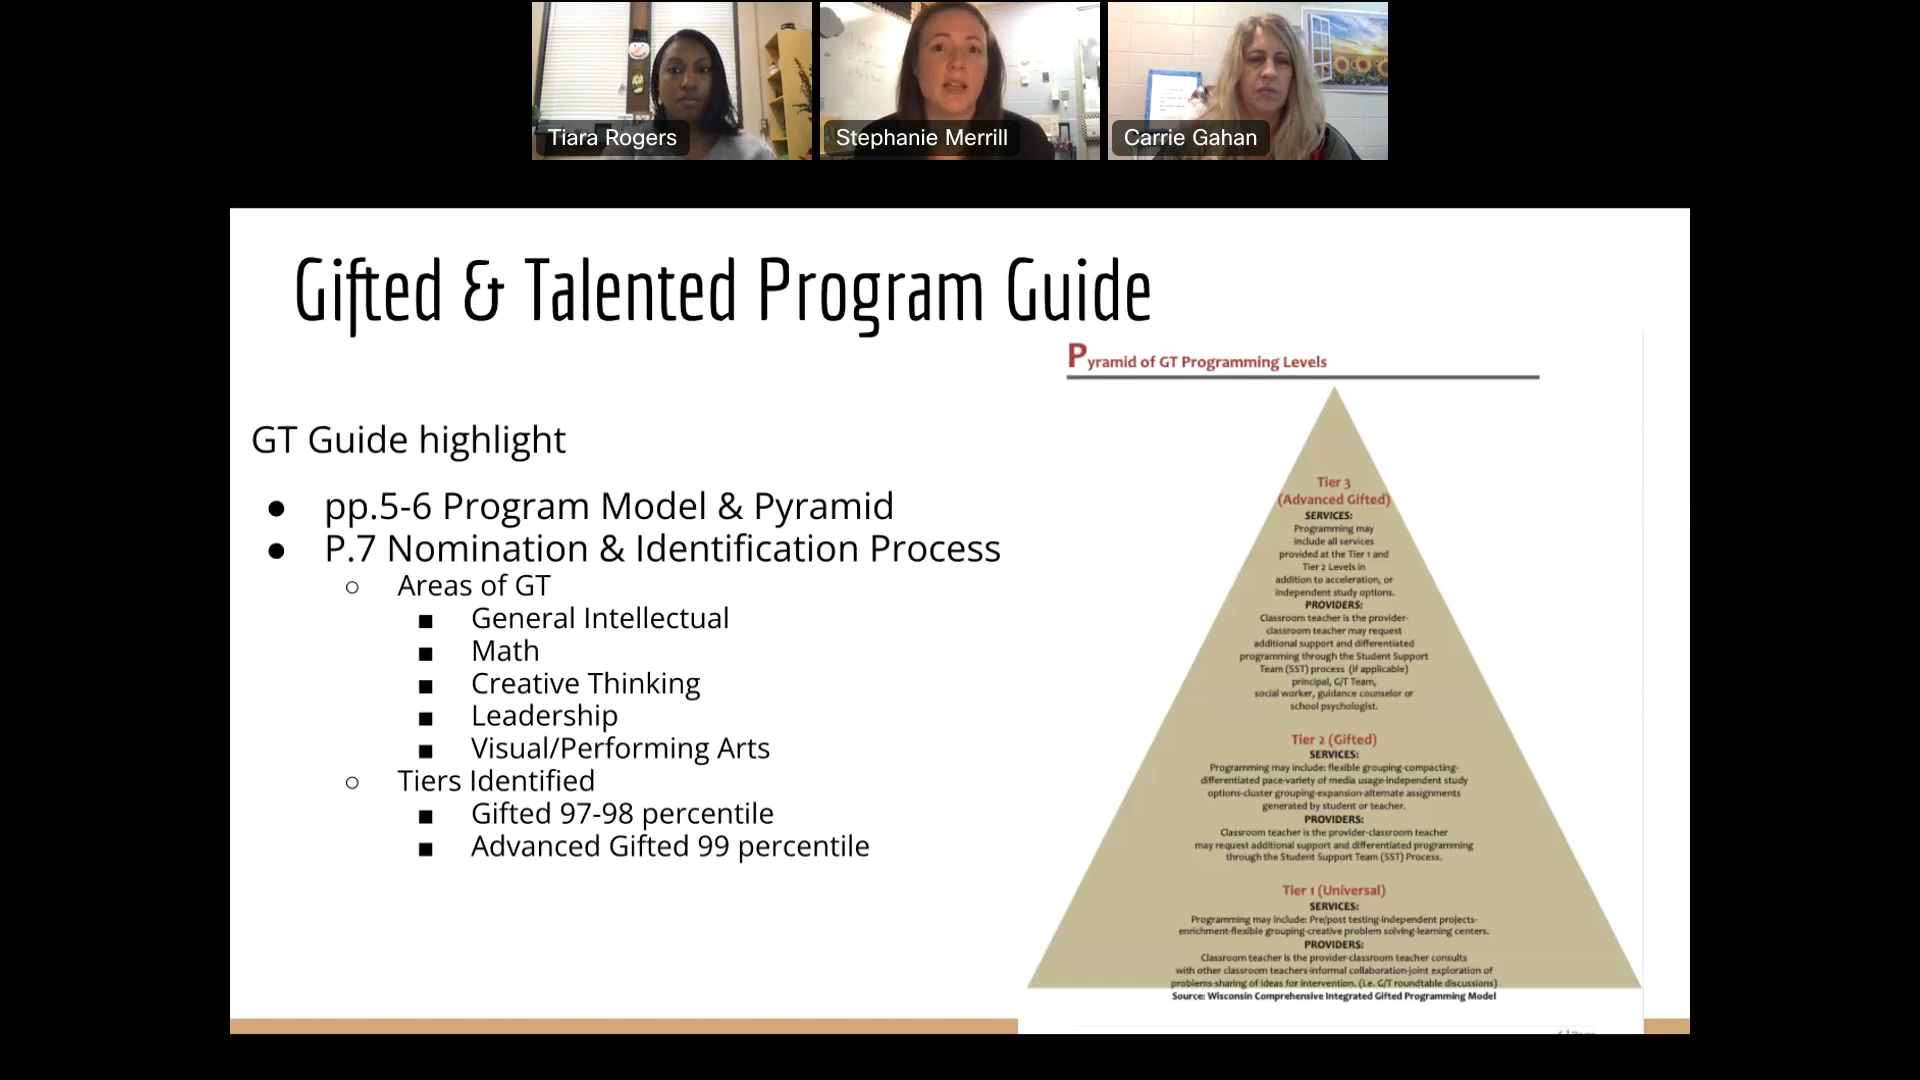 Tiara Rogers
Stephanie Merrill
Carrie Gahan
Gifted & Talented Program Guide
GT Guide highlight
● pp.5-6 Program Model & Pyramid
● P.7 Nomination & Identification Process
○ Areas of GT
■ General Intellectual
■ Math
■ Creative Thinking
■ Leadership
■ Visual/Performing Arts
○ Tiers Identified
■ Gifted 97-98 percentile
■ Advanced Gifted 99 percentile
Pyramid of GT Programming Levels
Tier 3
(Advanced Gifted)
SERVICES:
Programming may
include all services
provided at the Tier 1 and
Tier 2 Levels in
addition to acceleration, or
independent study options.
PROVIDERS:
Classroom teacher is the provider-
classroom teacher may request
additional support and differentiated
programming through the Student Support
Team (SST) process (if applicable)
principal, G/T Team,
social worker, guidance counselor or
school psychologist.
Tier 2 (Gifted)
SERVICES:
Programming may include: flexible grouping-compacting-
differentiated pace-variety of media usage-independent study
options-cluster grouping-expansion-alternate assignments
generated by student or teacher.
PROVIDERS:
Classroom teacher is the provider-classroom teacher
may request additional support and differentiated programming
through the Student Support Team (SST) Process.
Tier 1 (Universal)
SERVICES:
Programming may include: Pre/post testing-independent projects-
enrichment-flexible grouping-creative problem solving-learning centers.
PROVIDERS:
Classroom teacher is the provider-classroom teacher consults
with other classroom teachers-informal collaboration-joint exploration of
problems-sharing of ideas for intervention. (i.e. G/T roundtable discussions)
Source: Wisconsin Comprehensive Integrated Gifted Programming Model